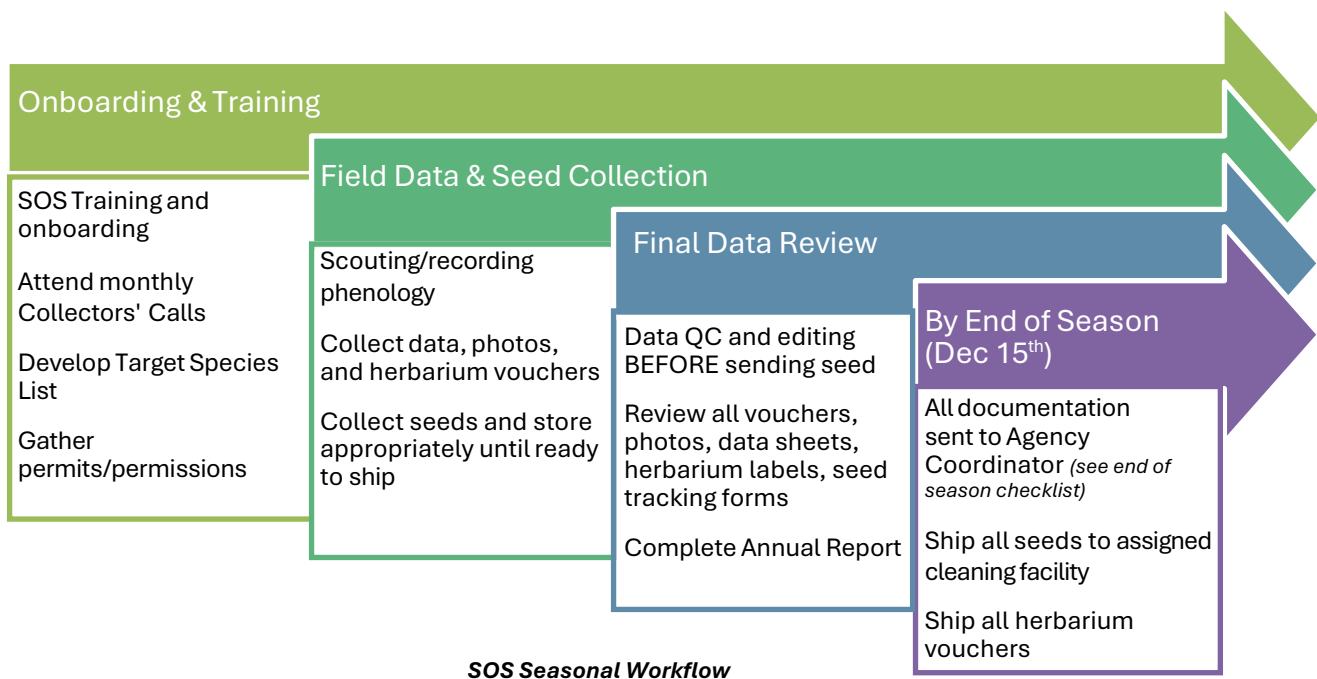 Onboarding & Training
SOS Training and
onboarding
Attend monthly
Collectors' Calls
Develop Target Species
List
Gather
permits/permissions
Field Data & Seed Collection
Scouting/recording
phenology
Collect data, photos,
and herbarium vouchers
Collect seeds and store
appropriately until ready
to ship
Final Data Review
Data QC and editing
BEFORE sending seed
Review all vouchers,
photos, data sheets,
herbarium labels, seed
tracking forms
Complete Annual Report
By End of Season
(Dec 15th)
All documentation
sent to Agency
Coordinator (see end of
season checklist)
Ship all seeds to assigned
cleaning facility
Ship all herbarium
vouchers
SOS Seasonal Workflow